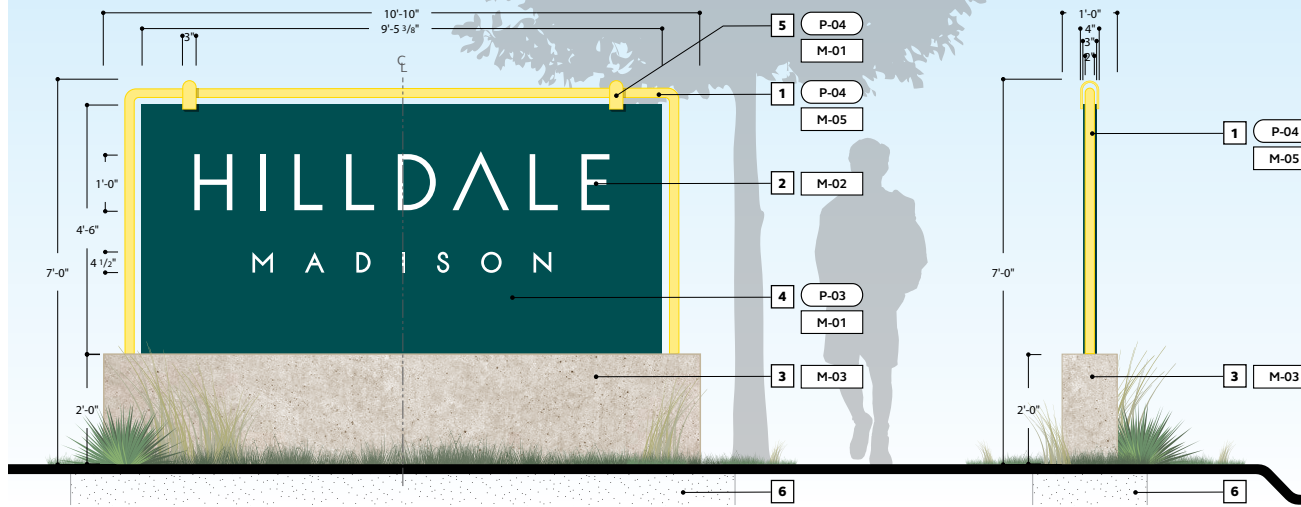 10'-10"
9'-5 3/8"
3"
℄
5 P-04
M-01
1 P-04
M-05
HILLDALE
1'-0"
2 M-02
4'-6"
4 1/2"
MADISON
7'-0"
4 P-03
M-01
3 M-03
2'-0"
6
1'-0"
4"
3"
2"
1 P-04
M-05
7'-0"
3 M-03
2'-0"
6